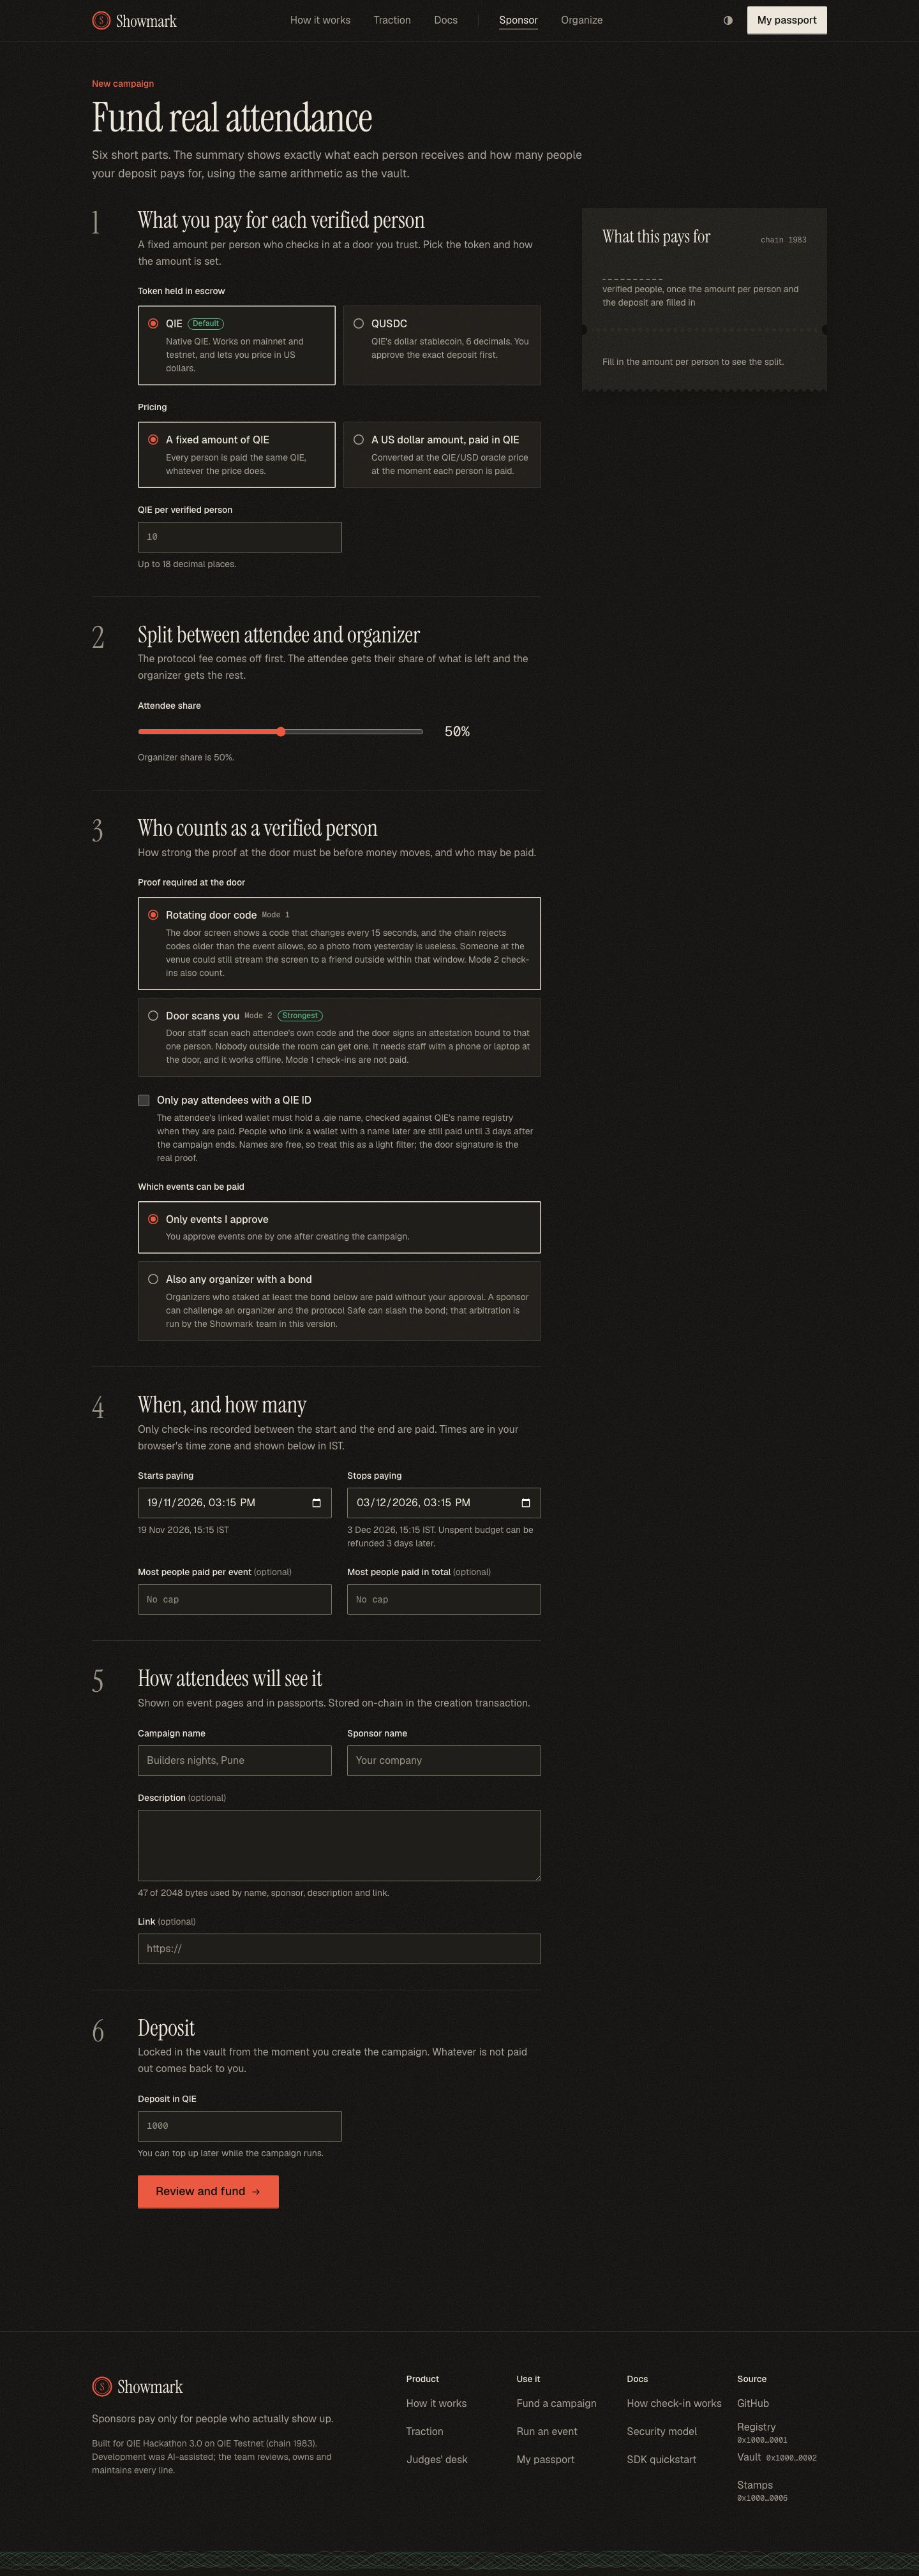 Showmark
How it works
Traction
Docs
Sponsor
Organize
My passport
New campaign
Fund real attendance
Six short parts. The summary shows exactly what each person receives and how many people
your deposit pays for, using the same arithmetic as the vault.
1
What you pay for each verified person
A fixed amount per person who checks in at a door you trust. Pick the token and how
the amount is set.
Token held in escrow
QIE Default
Native QIE. Works on mainnet and
testnet, and lets you price in US
dollars.
QUSDC
QIE's dollar stablecoin, 6 decimals. You
approve the exact deposit first.
Pricing
A fixed amount of QIE
Every person is paid the same QIE,
whatever the price does.
A US dollar amount, paid in QIE
Converted at the QIE/USD oracle price
at the moment each person is paid.
QIE per verified person
10
Up to 18 decimal places.
What this pays for
chain 1983
verified people, once the amount per person and
the deposit are filled in
Fill in the amount per person to see the split.
2
Split between attendee and organizer
The protocol fee comes off first. The attendee gets their share of what is left and the
organizer gets the rest.
Attendee share
50%
Organizer share is 50%.
3
Who counts as a verified person
How strong the proof at the door must be before money moves, and who may be paid.
Proof required at the door
Rotating door code Mode 1
The door screen shows a code that changes every 15 seconds, and the chain rejects
codes older than the event allows, so a photo from yesterday is useless. Someone at the
venue could still stream the screen to a friend outside within that window. Mode 2 check-
ins also count.
Door scans you Mode 2 Strongest
Door staff scan each attendee's own code and the door signs an attestation bound to that
one person. Nobody outside the room can get one. It needs staff with a phone or laptop at
the door, and it works offline. Mode 1 check-ins are not paid.
Only pay attendees with a QIE ID
The attendee's linked wallet must hold a .qie name, checked against QIE's name registry
when they are paid. People who link a wallet with a name later are still paid until 3 days after
the campaign ends. Names are free, so treat this as a light filter; the door signature is the
real proof.
Which events can be paid
Only events I approve
You approve events one by one after creating the campaign.
Also any organizer with a bond
Organizers who staked at least the bond below are paid without your approval. A sponsor
can challenge an organizer and the protocol Safe can slash the bond; that arbitration is
run by the Showmark team in this version.
4
When, and how many
Only check-ins recorded between the start and the end are paid. Times are in your
browser's time zone and shown below in IST.
Starts paying
19/11/2026, 03:15 PM
19 Nov 2026, 15:15 IST
Stops paying
03/12/2026, 03:15 PM
3 Dec 2026, 15:15 IST. Unspent budget can be
refunded 3 days later.
Most people paid per event (optional)
No cap
Most people paid in total (optional)
No cap
5
How attendees will see it
Shown on event pages and in passports. Stored on-chain in the creation transaction.
Campaign name
Builders nights, Pune
Sponsor name
Your company
Description (optional)
47 of 2048 bytes used by name, sponsor, description and link.
Link (optional)
https://
6
Deposit
Locked in the vault from the moment you create the campaign. Whatever is not paid
out comes back to you.
Deposit in QIE
1000
You can top up later while the campaign runs.
Review and fund →
Showmark
Sponsors pay only for people who actually show up.
Built for QIE Hackathon 3.0 on QIE Testnet (chain 1983).
Development was AI-assisted; the team reviews, owns and
maintains every line.
Product
How it works
Traction
Judges' desk
Use it
Fund a campaign
Run an event
My passport
Docs
How check-in works
Security model
SDK quickstart
Source
GitHub
Registry
0x1000…0001
Vault 0x1000…0002
Stamps
0x1000…0006